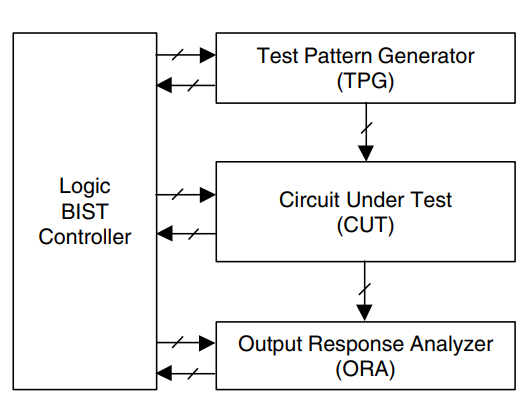 Logic
BIST
Controller
Test Pattern Generator
(TPG)
Circuit Under Test
(CUT)
Output Response Analyzer
(ORA)